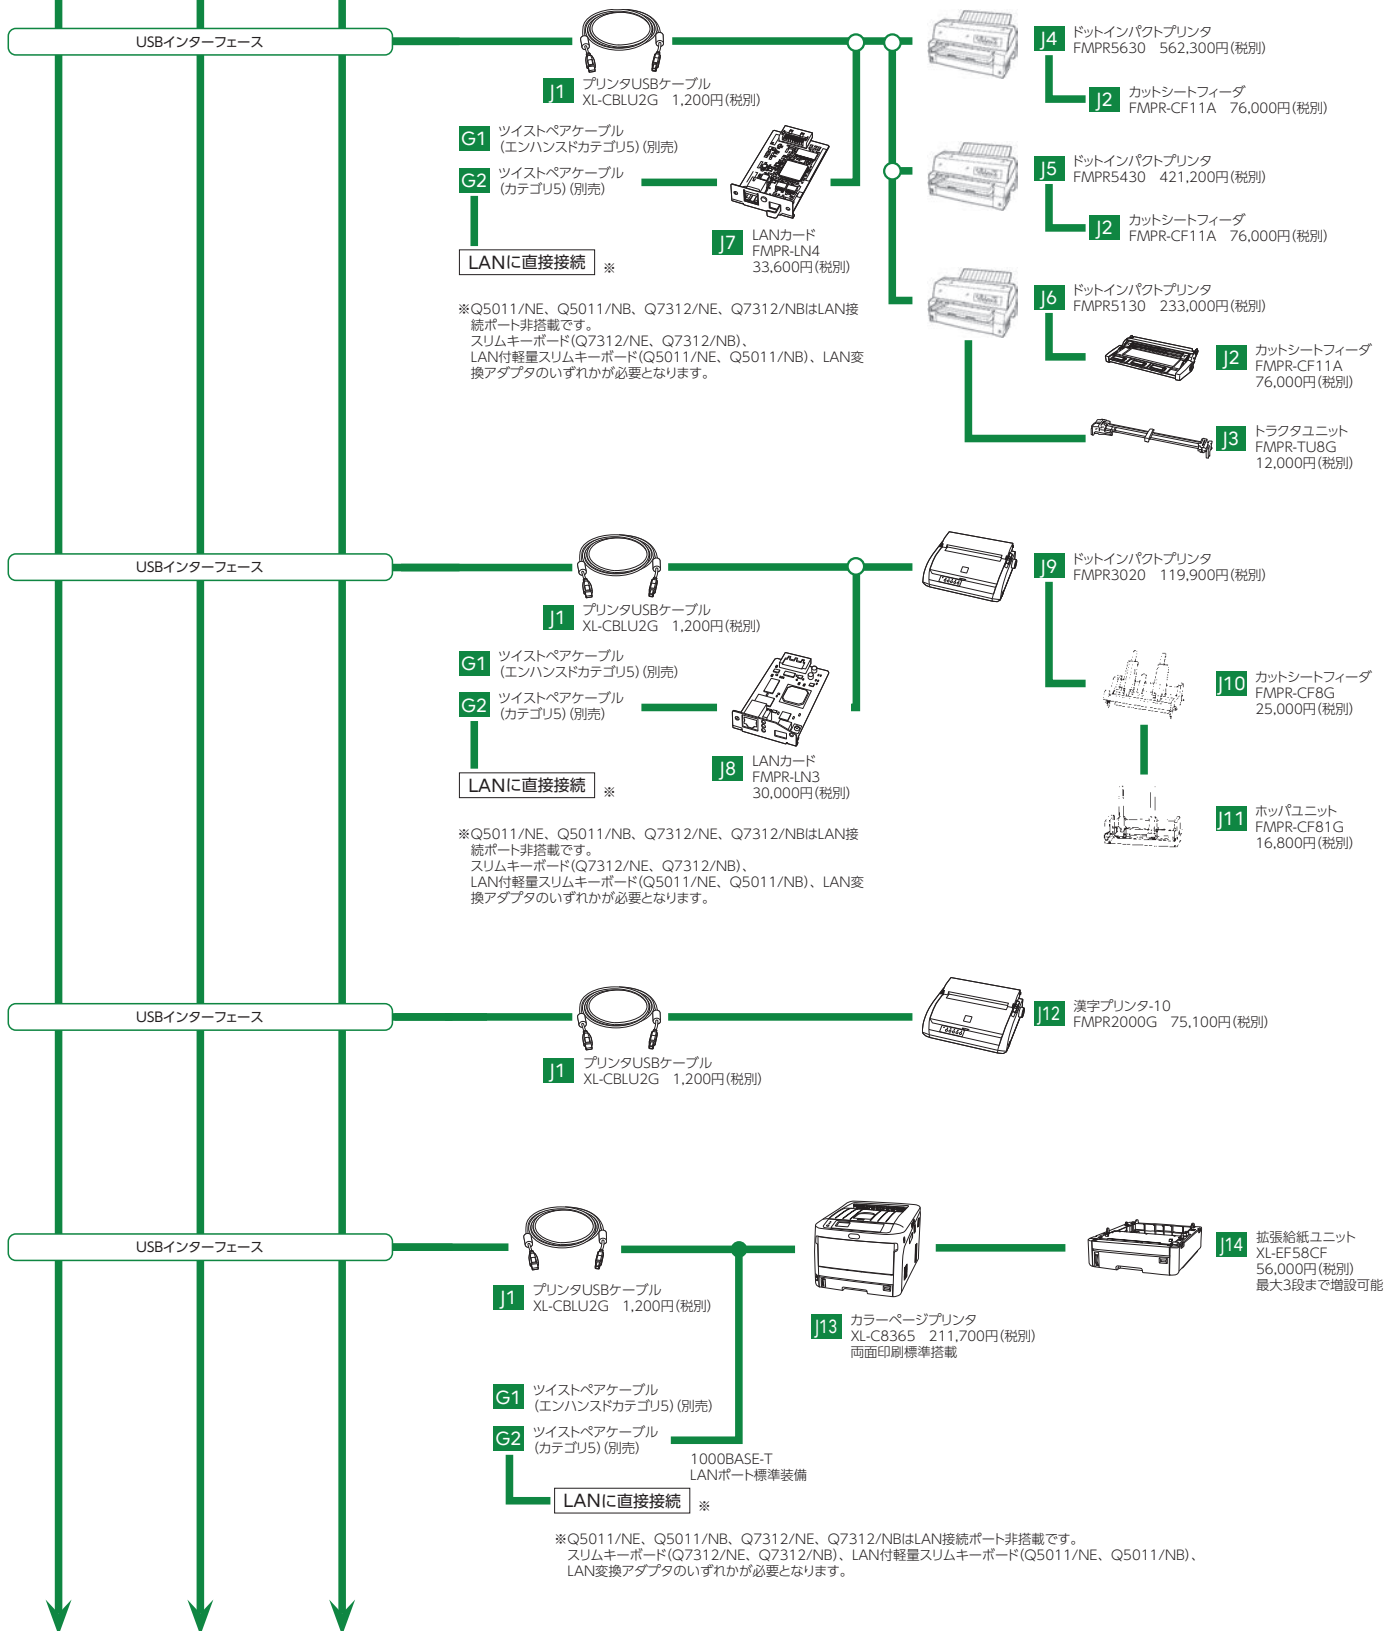 USBインターフェース
J1 プリンタUSBケーブル
XL-CBLU2G 1,200円(税別)
G1 ツイストペアケーブル
(エンハンスドカテゴリ5)(別売)
G2 ツイストペアケーブル
(カテゴリ5)(別売)
LANに直接接続 ※
J7 LANカード
FMPR-LN4
33,600円(税別)
※Q5011/NE、Q5011/NB、Q7312/NE、Q7312/NBはLAN接
続ポート非搭載です。
スリムキーボード(Q7312/NE、Q7312/NB)、
LAN付軽量スリムキーボード(Q5011/NE、Q5011/NB)、LAN変
換アダプタのいずれかが必要となります。
J4 ドットインパクトプリンタ
FMPR5630 562,300円(税別)
J2 カットシートフィーダ
FMPR-CF11A 76,000円(税別)
J5 ドットインパクトプリンタ
FMPR5430 421,200円(税別)
J2 カットシートフィーダ
FMPR-CF11A 76,000円(税別)
J6 ドットインパクトプリンタ
FMPR5130 233,000円(税別)
J2 カットシートフィーダ
FMPR-CF11A
76,000円(税別)
J3 トラクタユニット
FMPR-TU8G
12,000円(税別)
USBインターフェース
J1 プリンタUSBケーブル
XL-CBLU2G 1,200円(税別)
G1 ツイストペアケーブル
(エンハンスドカテゴリ5)(別売)
G2 ツイストペアケーブル
(カテゴリ5)(別売)
LANに直接接続 ※
J8 LANカード
FMPR-LN3
30,000円(税別)
※Q5011/NE、Q5011/NB、Q7312/NE、Q7312/NBはLAN接
続ポート非搭載です。
スリムキーボード(Q7312/NE、Q7312/NB)、
LAN付軽量スリムキーボード(Q5011/NE、Q5011/NB)、LAN変
換アダプタのいずれかが必要となります。
J9 ドットインパクトプリンタ
FMPR3020 119,900円(税別)
J10 カットシートフィーダ
FMPR-CF8G
25,000円(税別)
J11 ホッパユニット
FMPR-CF81G
16,800円(税別)
USBインターフェース
J1 プリンタUSBケーブル
XL-CBLU2G 1,200円(税別)
J12 漢字プリンタ-10
FMPR2000G 75,100円(税別)
USBインターフェース
J1 プリンタUSBケーブル
XL-CBLU2G 1,200円(税別)
J13 カラーページプリンタ
XL-C8365 211,700円(税別)
両面印刷標準搭載
J14 拡張給紙ユニット
XL-EF58CF
56,000円(税別)
最大3段まで増設可能
G1 ツイストペアケーブル
(エンハンスドカテゴリ5)(別売)
G2 ツイストペアケーブル
(カテゴリ5)(別売)
1000BASE-T
LANポート標準装備
LANに直接接続 ※
※Q5011/NE、Q5011/NB、Q7312/NE、Q7312/NBはLAN接続ポート非搭載です。
スリムキーボード(Q7312/NE、Q7312/NB)、LAN付軽量スリムキーボード(Q5011/NE、Q5011/NB)、
LAN変換アダプタのいずれかが必要となります。